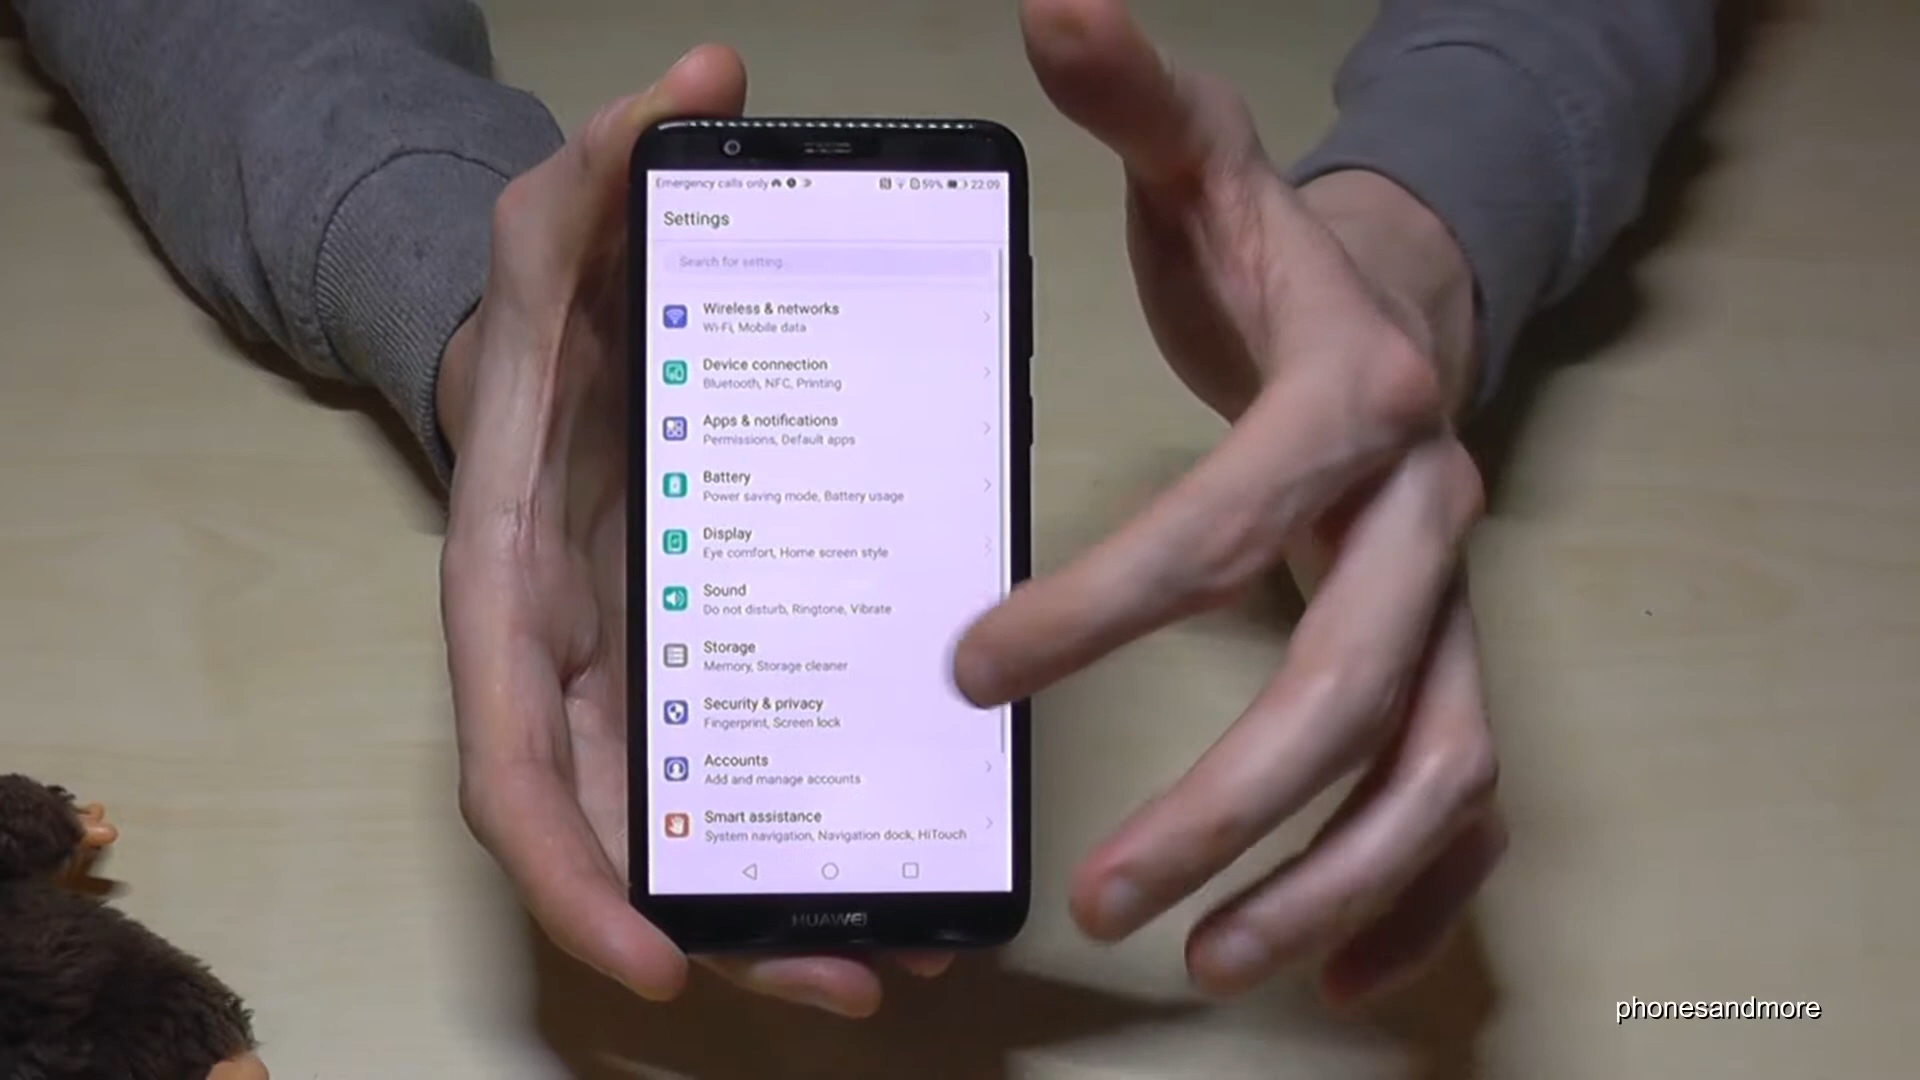 Emergency calls only
59% 22:09
Settings
Search for setting
Wireless & networks
Wi-Fi, Mobile data
Device connection
Bluetooth, NFC, Printing
Apps & notifications
Permissions, Default apps
Battery
Power saving mode, Battery usage
Display
Eye comfort, Home screen style
Sound
Do not disturb, Ringtone, Vibrate
Storage
Memory, Storage cleaner
Security & privacy
Fingerprint, Screen lock
Accounts
Add and manage accounts
Smart assistance
System navigation, Navigation dock, HiTouch
HUAWEI
phonesandmore